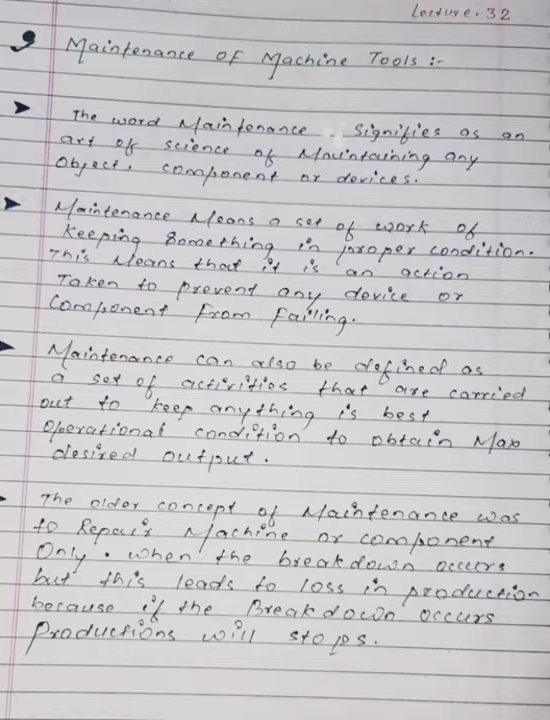 Lecture. 32
Maintenance of Machine Tools :-
The word Maintenance Signifies as an
art of science of Maintaining any
Object, component or devices.
Maintenance Means a set of work of
keeping Something in proper condition.
This Means that it is an action
Taken to prevent any device or
Component from Failing.
Maintenance can also be defined as
a set of activities that are carried
out to keep anything is best
Operational condition to obtain Max
desired output.
The older concept of Maintenance was
to Repair Machine or component
Only. when the breakdown occurs
but this leads to loss in production
because if the Breakdown occurs
Productions will stops.